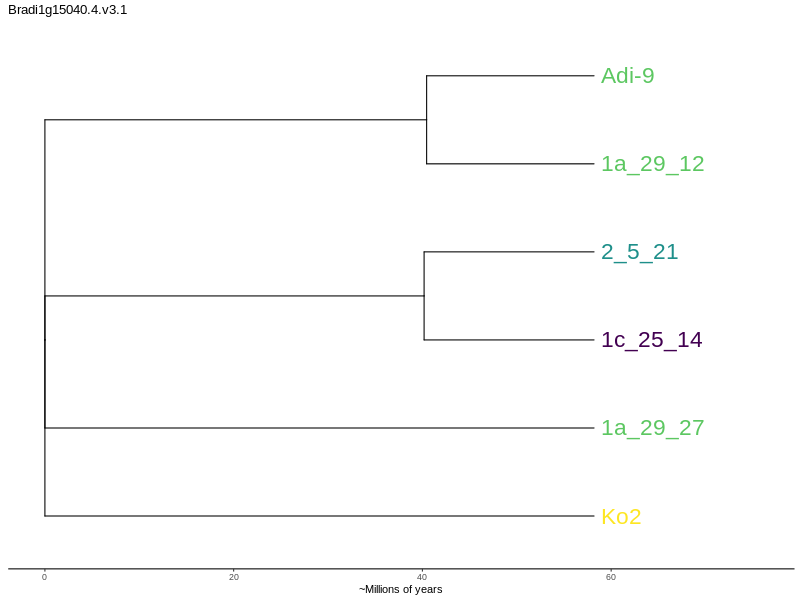 Bradi1g15040.4.v3.1
Adi-9
1a_29_12
2_5_21
1c_25_14
1a_29_27
Ko2
0 20 40 60
~Millions of years